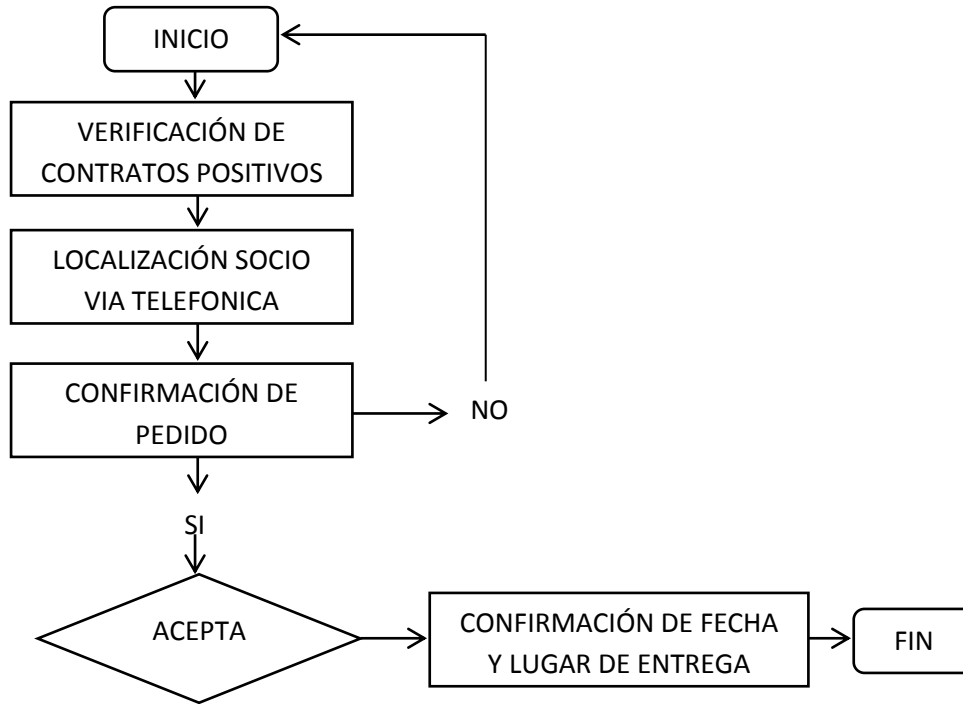 INICIO
VERIFICACIÓN DE
CONTRATOS POSITIVOS
LOCALIZACIÓN SOCIO
VIA TELEFONICA
CONFIRMACIÓN DE
PEDIDO
NO
SI
ACEPTA
CONFIRMACIÓN DE FECHA
Y LUGAR DE ENTREGA
FIN